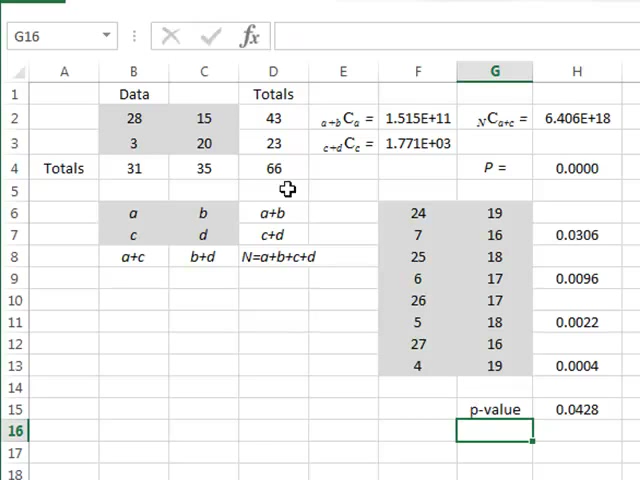 G16 fx
A B C D E F G H
1 Data Totals
2 28 15 43 a+bCa = 1.515E+11 NCa+c = 6.406E+18
3 3 20 23 c+dCc = 1.771E+03
4 Totals 31 35 66 P = 0.0000
5
6 a b a+b 24 19
7 c d c+d 7 16 0.0306
8 a+c b+d N=a+b+c+d 25 18
9 6 17 0.0096
10 26 17
11 5 18 0.0022
12 27 16
13 4 19 0.0004
14
15 p-value 0.0428
16
17
18